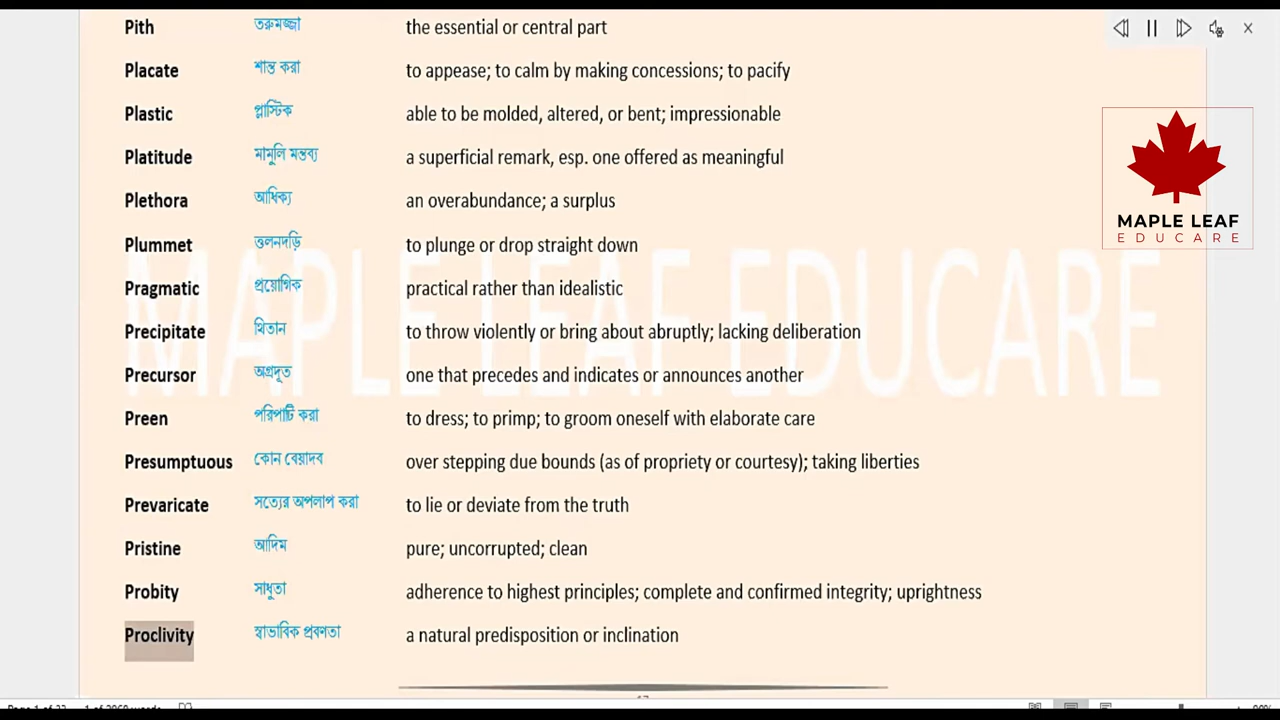 Pith তরুমজ্জা the essential or central part
Placate শান্ত করা to appease; to calm by making concessions; to pacify
Plastic প্লাস্টিক able to be molded, altered, or bent; impressionable
Platitude মামুলি মন্তব্য a superficial remark, esp. one offered as meaningful
Plethora আধিক্য an overabundance; a surplus
Plummet ত্তলনদড়ি to plunge or drop straight down
Pragmatic প্রয়োগিক practical rather than idealistic
Precipitate থিতান to throw violently or bring about abruptly; lacking deliberation
Precursor অগ্রদূত one that precedes and indicates or announces another
Preen পরিপাটি করা to dress; to primp; to groom oneself with elaborate care
Presumptuous কোন বেয়াদব over stepping due bounds (as of propriety or courtesy); taking liberties
Prevaricate সত্যের অপলাপ করা to lie or deviate from the truth
Pristine আদিম pure; uncorrupted; clean
Probity সাধুতা adherence to highest principles; complete and confirmed integrity; uprightness
Proclivity স্বাভাবিক প্রবণতা a natural predisposition or inclination
MAPLE LEAF
EDUCARE
MAPLE LEAF EDUCARE